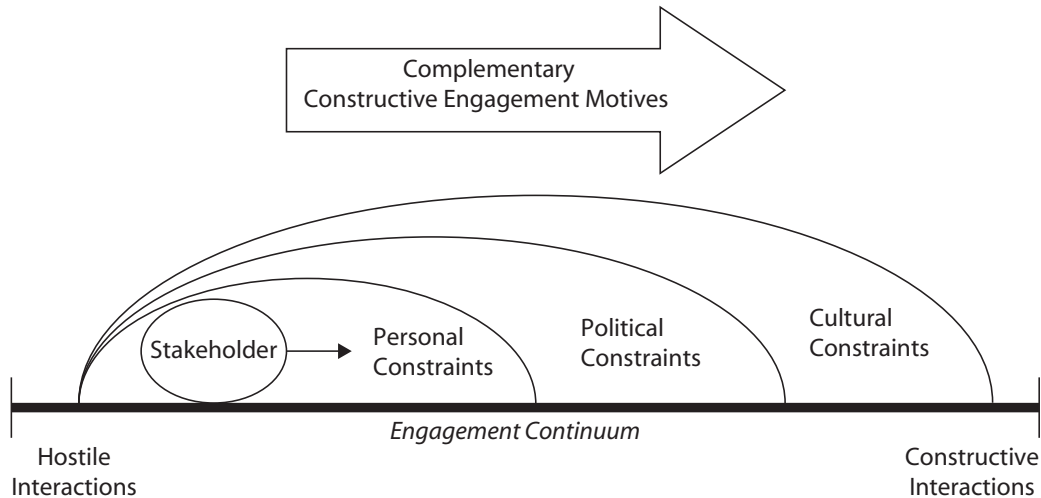 Complementary
Constructive Engagement Motives
Stakeholder
Personal
Constraints
Political
Constraints
Cultural
Constraints
Engagement Continuum
Hostile
Interactions
Constructive
Interactions